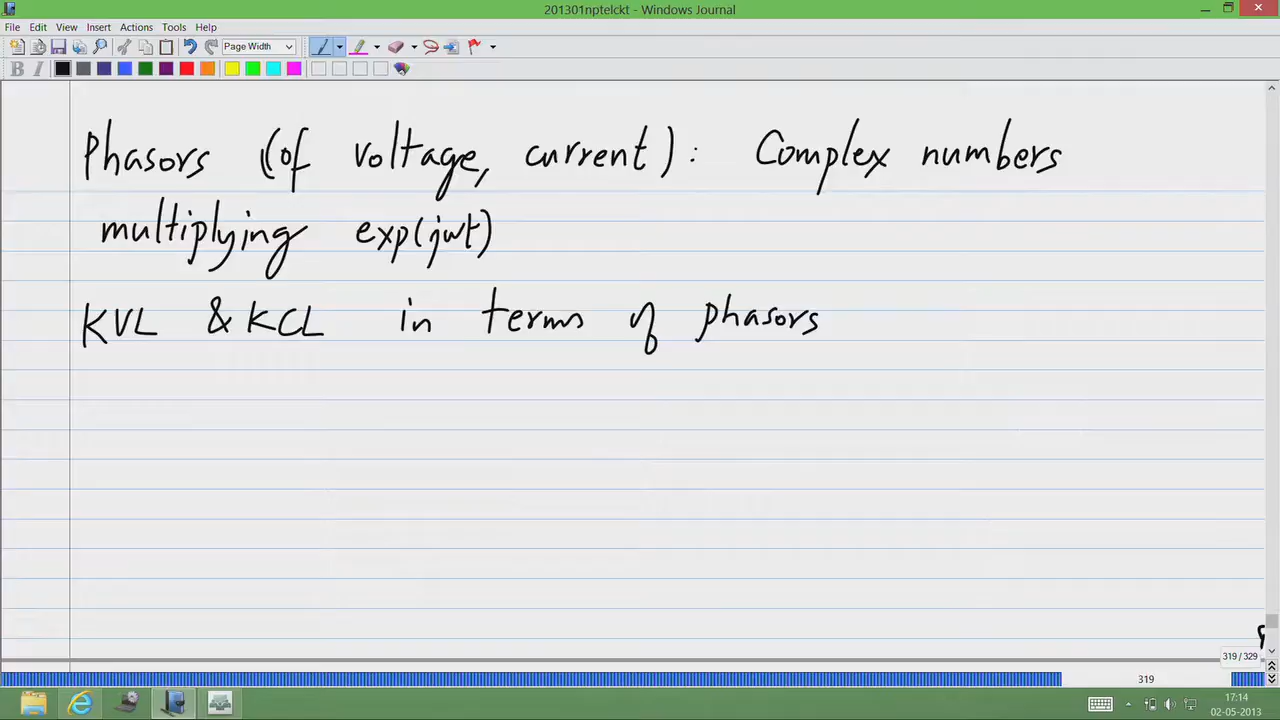 201301nptelckt - Windows Journal
File Edit View Insert Actions Tools Help
Page Width
B I
Phasors (of voltage, current) : Complex numbers
multiplying exp(jωt)
KVL & KCL in terms of phasors
319 / 329
319
17:14
02-05-2013